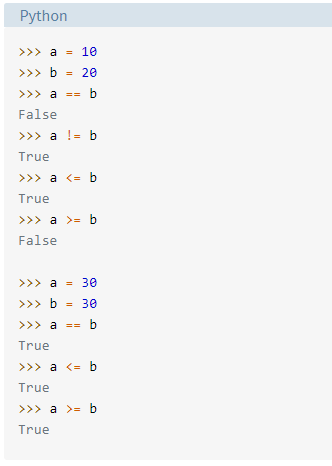 Python
>>> a = 10
>>> b = 20
>>> a == b
False
>>> a != b
True
>>> a <= b
True
>>> a >= b
False
>>> a = 30
>>> b = 30
>>> a == b
True
>>> a <= b
True
>>> a >= b
True